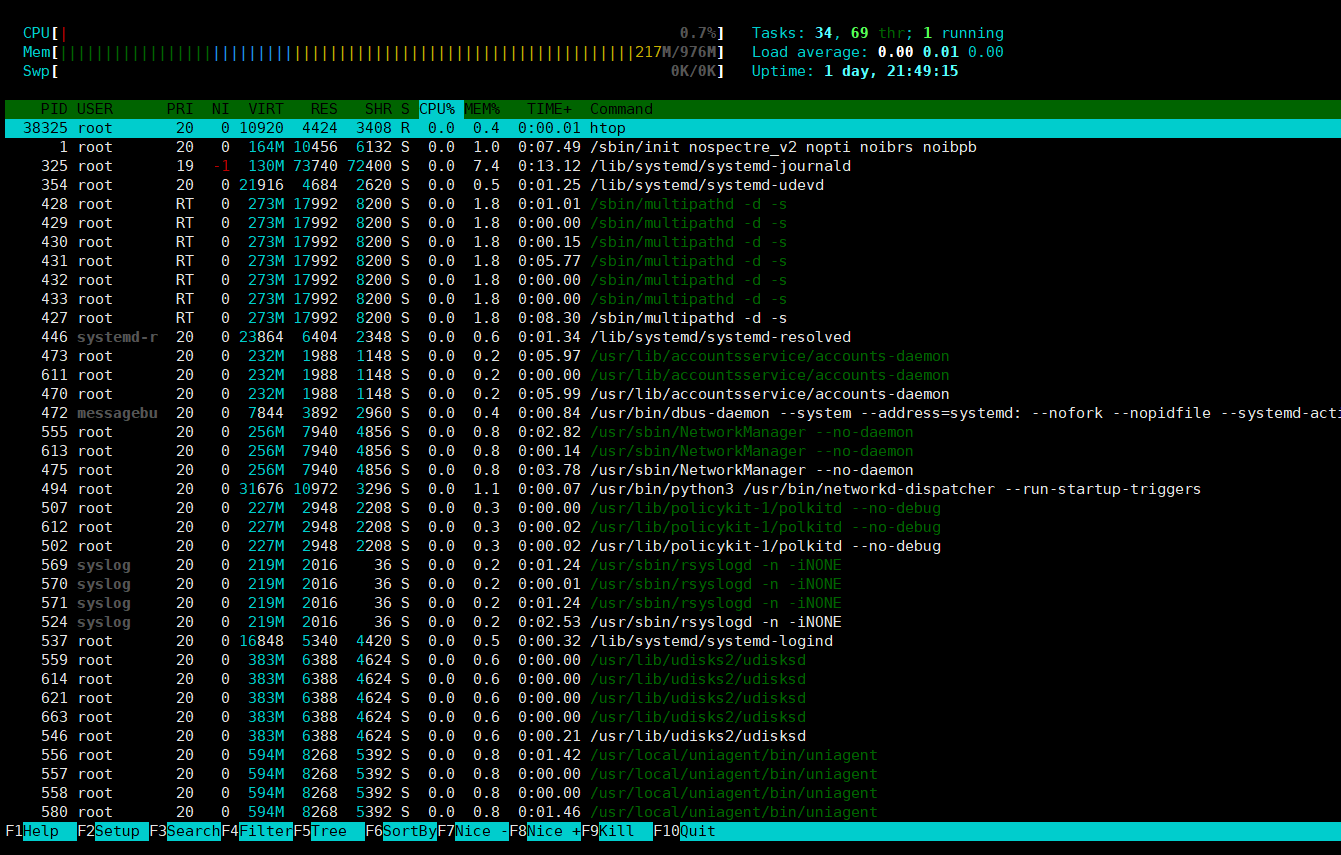 CPU[| 0.7%] Tasks: 34, 69 thr; 1 running
Mem[||||||||||||||||||||||||||||||||||||||||||||||||||||||||||||||||217M/976M] Load average: 0.00 0.01 0.00
Swp[ 0K/0K] Uptime: 1 day, 21:49:15
PID USER PRI NI VIRT RES SHR S CPU% MEM% TIME+ Command
38325 root 20 0 10920 4424 3408 R 0.0 0.4 0:00.01 htop
1 root 20 0 164M 10456 6132 S 0.0 1.0 0:07.49 /sbin/init nospectre_v2 nopti noibrs noibpb
325 root 19 -1 130M 73740 72400 S 0.0 7.4 0:13.12 /lib/systemd/systemd-journald
354 root 20 0 21916 4684 2620 S 0.0 0.5 0:01.25 /lib/systemd/systemd-udevd
428 root RT 0 273M 17992 8200 S 0.0 1.8 0:01.01 /sbin/multipathd -d -s
429 root RT 0 273M 17992 8200 S 0.0 1.8 0:00.00 /sbin/multipathd -d -s
430 root RT 0 273M 17992 8200 S 0.0 1.8 0:00.15 /sbin/multipathd -d -s
431 root RT 0 273M 17992 8200 S 0.0 1.8 0:05.77 /sbin/multipathd -d -s
432 root RT 0 273M 17992 8200 S 0.0 1.8 0:00.00 /sbin/multipathd -d -s
433 root RT 0 273M 17992 8200 S 0.0 1.8 0:00.00 /sbin/multipathd -d -s
427 root RT 0 273M 17992 8200 S 0.0 1.8 0:08.30 /sbin/multipathd -d -s
446 systemd-r 20 0 23864 6404 2348 S 0.0 0.6 0:01.34 /lib/systemd/systemd-resolved
473 root 20 0 232M 1988 1148 S 0.0 0.2 0:05.97 /usr/lib/accountsservice/accounts-daemon
611 root 20 0 232M 1988 1148 S 0.0 0.2 0:00.00 /usr/lib/accountsservice/accounts-daemon
470 root 20 0 232M 1988 1148 S 0.0 0.2 0:05.99 /usr/lib/accountsservice/accounts-daemon
472 messagebu 20 0 7844 3892 2960 S 0.0 0.4 0:00.84 /usr/bin/dbus-daemon --system --address=systemd: --nofork --nopidfile --systemd-acti
555 root 20 0 256M 7940 4856 S 0.0 0.8 0:02.82 /usr/sbin/NetworkManager --no-daemon
613 root 20 0 256M 7940 4856 S 0.0 0.8 0:00.14 /usr/sbin/NetworkManager --no-daemon
475 root 20 0 256M 7940 4856 S 0.0 0.8 0:03.78 /usr/sbin/NetworkManager --no-daemon
494 root 20 0 31676 10972 3296 S 0.0 1.1 0:00.07 /usr/bin/python3 /usr/bin/networkd-dispatcher --run-startup-triggers
507 root 20 0 227M 2948 2208 S 0.0 0.3 0:00.00 /usr/lib/policykit-1/polkitd --no-debug
612 root 20 0 227M 2948 2208 S 0.0 0.3 0:00.02 /usr/lib/policykit-1/polkitd --no-debug
502 root 20 0 227M 2948 2208 S 0.0 0.3 0:00.02 /usr/lib/policykit-1/polkitd --no-debug
569 syslog 20 0 219M 2016 36 S 0.0 0.2 0:01.24 /usr/sbin/rsyslogd -n -iNONE
570 syslog 20 0 219M 2016 36 S 0.0 0.2 0:00.01 /usr/sbin/rsyslogd -n -iNONE
571 syslog 20 0 219M 2016 36 S 0.0 0.2 0:01.24 /usr/sbin/rsyslogd -n -iNONE
524 syslog 20 0 219M 2016 36 S 0.0 0.2 0:02.53 /usr/sbin/rsyslogd -n -iNONE
537 root 20 0 16848 5340 4420 S 0.0 0.5 0:00.32 /lib/systemd/systemd-logind
559 root 20 0 383M 6388 4624 S 0.0 0.6 0:00.00 /usr/lib/udisks2/udisksd
614 root 20 0 383M 6388 4624 S 0.0 0.6 0:00.00 /usr/lib/udisks2/udisksd
621 root 20 0 383M 6388 4624 S 0.0 0.6 0:00.00 /usr/lib/udisks2/udisksd
663 root 20 0 383M 6388 4624 S 0.0 0.6 0:00.00 /usr/lib/udisks2/udisksd
546 root 20 0 383M 6388 4624 S 0.0 0.6 0:00.21 /usr/lib/udisks2/udisksd
556 root 20 0 594M 8268 5392 S 0.0 0.8 0:01.42 /usr/local/uniagent/bin/uniagent
557 root 20 0 594M 8268 5392 S 0.0 0.8 0:00.00 /usr/local/uniagent/bin/uniagent
558 root 20 0 594M 8268 5392 S 0.0 0.8 0:00.00 /usr/local/uniagent/bin/uniagent
580 root 20 0 594M 8268 5392 S 0.0 0.8 0:01.46 /usr/local/uniagent/bin/uniagent
F1Help F2Setup F3SearchF4FilterF5Tree F6SortByF7Nice -F8Nice +F9Kill F10Quit